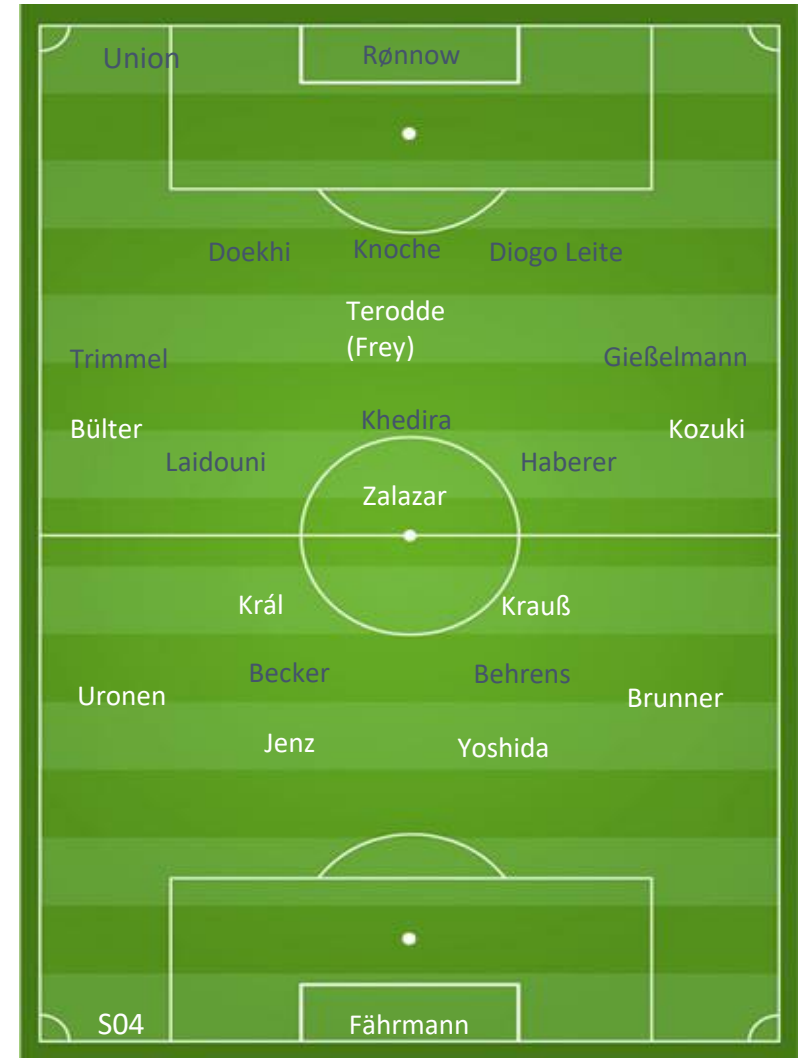 Union
Rønnow
Doekhi
Knoche
Diogo Leite
Terodde
(Frey)
Trimmel
Gießelmann
Bülter
Khedira
Kozuki
Laidouni
Haberer
Zalazar
Král
Krauß
Becker
Behrens
Uronen
Brunner
Jenz
Yoshida
S04
Fährmann